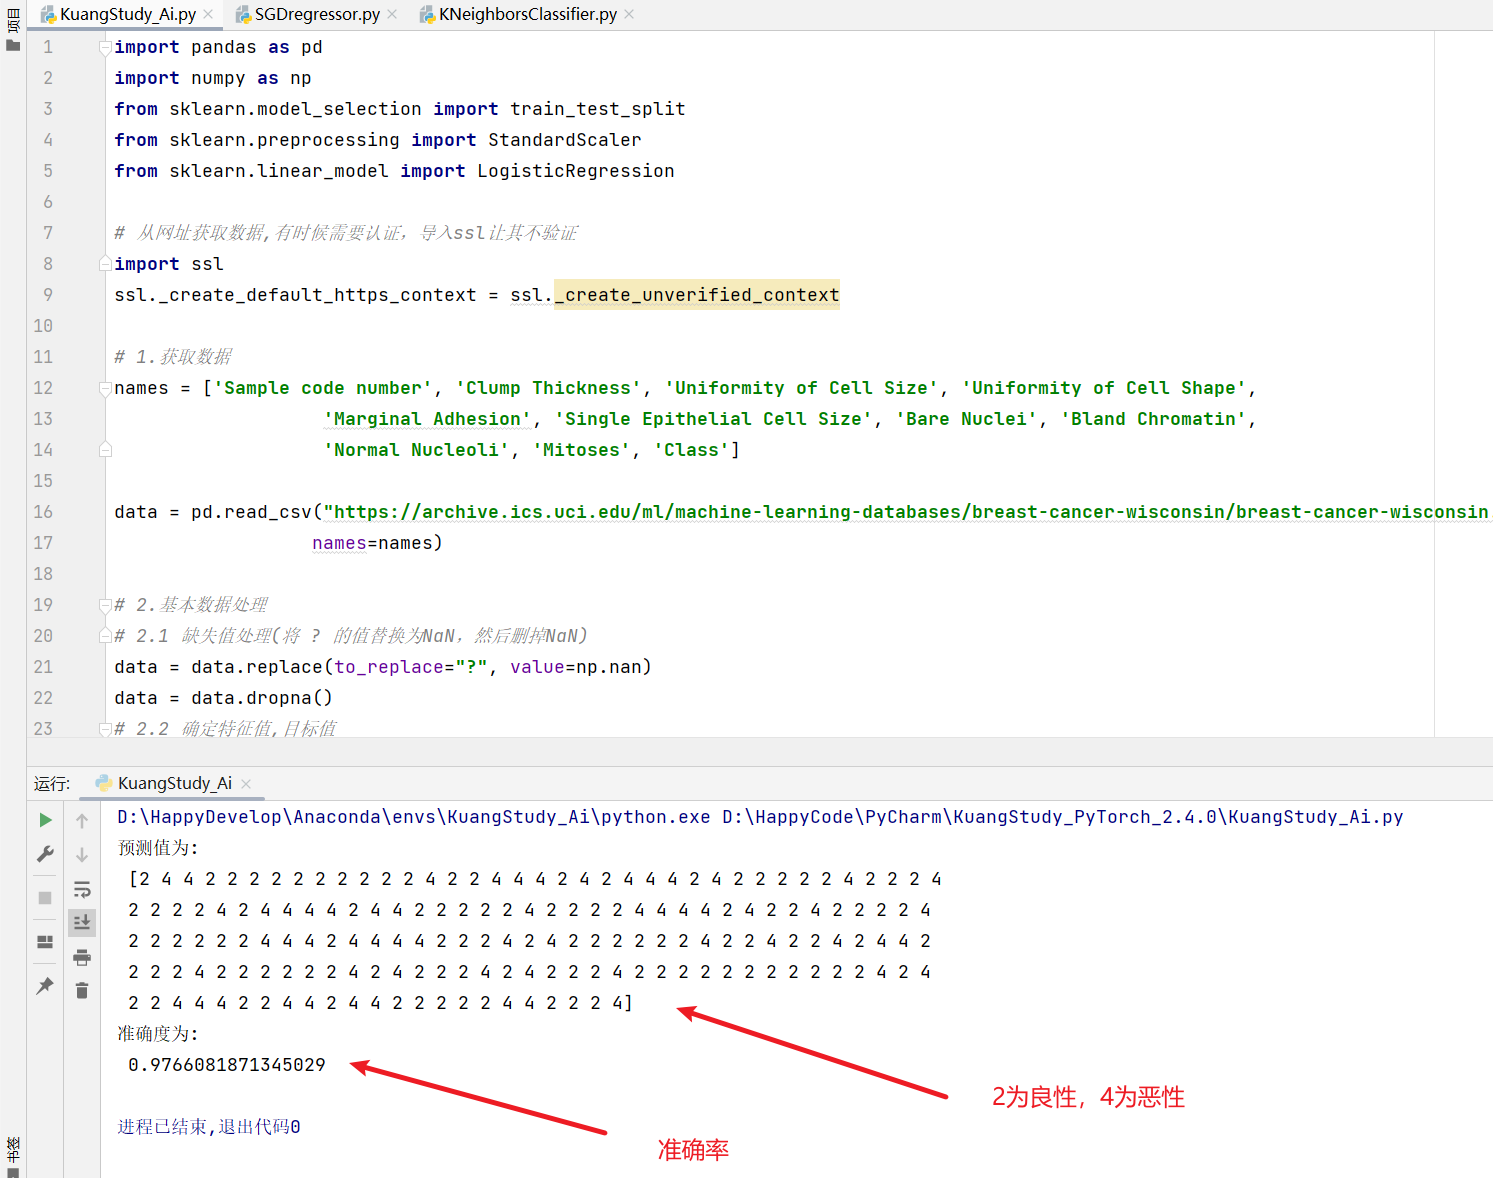 项目
KuangStudy_Ai.py
SGDregressor.py
KNeighborsClassifier.py
1 import pandas as pd
2 import numpy as np
3 from sklearn.model_selection import train_test_split
4 from sklearn.preprocessing import StandardScaler
5 from sklearn.linear_model import LogisticRegression
6
7 # 从网址获取数据,有时候需要认证，导入ssl让其不验证
8 import ssl
9 ssl._create_default_https_context = ssl._create_unverified_context
10
11 # 1.获取数据
12 names = ['Sample code number', 'Clump Thickness', 'Uniformity of Cell Size', 'Uniformity of Cell Shape',
13 'Marginal Adhesion', 'Single Epithelial Cell Size', 'Bare Nuclei', 'Bland Chromatin',
14 'Normal Nucleoli', 'Mitoses', 'Class']
15
16 data = pd.read_csv("https://archive.ics.uci.edu/ml/machine-learning-databases/breast-cancer-wisconsin/breast-cancer-wisconsin.
17 names=names)
18
19 # 2.基本数据处理
20 # 2.1 缺失值处理(将 ? 的值替换为NaN，然后删掉NaN)
21 data = data.replace(to_replace="?", value=np.nan)
22 data = data.dropna()
23 # 2.2 确定特征值,目标值
运行: KuangStudy_Ai
D:\HappyDevelop\Anaconda\envs\KuangStudy_Ai\python.exe D:\HappyCode\PyCharm\KuangStudy_PyTorch_2.4.0\KuangStudy_Ai.py
预测值为:
[2 4 4 2 2 2 2 2 2 2 2 2 2 4 2 2 4 4 4 2 4 2 4 4 4 2 4 2 2 2 2 2 4 2 2 2 4
2 2 2 2 4 2 4 4 4 4 2 4 4 2 2 2 2 2 4 2 2 2 2 4 4 4 4 2 4 2 2 4 2 2 2 2 4
2 2 2 2 2 2 4 4 4 2 4 4 4 4 2 2 2 4 2 4 2 2 2 2 2 2 4 2 2 4 2 2 4 2 4 4 2
2 2 2 4 2 2 2 2 2 2 4 2 4 2 2 2 4 2 4 2 2 2 4 2 2 2 2 2 2 2 2 2 2 2 4 2 4
2 2 4 4 4 2 2 4 4 2 4 4 2 2 2 2 2 4 4 2 2 2 4]
准确度为:
0.9766081871345029
2为良性，4为恶性
进程已结束,退出代码0
准确率
书签